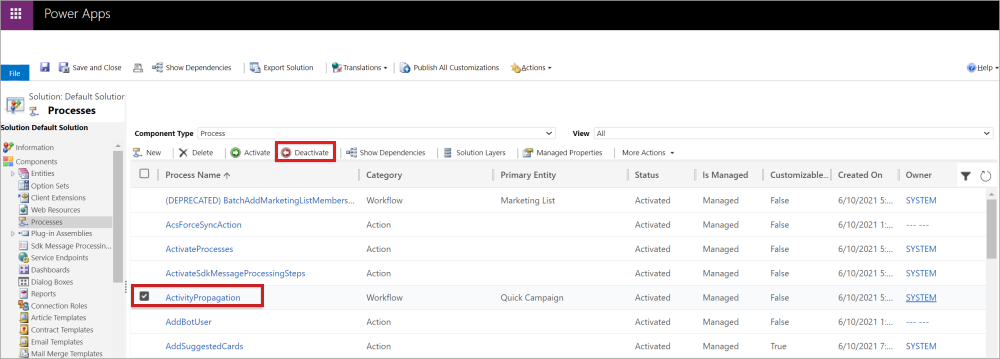 Power Apps
File
Save and Close
Show Dependencies
Export Solution
Translations
Publish All Customizations
Actions
Help
Solution: Default Solution
Processes
Solution Default Solution
Information
Components
Entities
Option Sets
Client Extensions
Web Resources
Processes
Plug-in Assemblies
Sdk Message Processing...
Service Endpoints
Dashboards
Dialog Boxes
Reports
Connection Roles
Article Templates
Contract Templates
Email Templates
Mail Merge Templates
Component Type Process View All
New Delete Activate Deactivate Show Dependencies Solution Layers Managed Properties More Actions
Process Name Category Primary Entity Status Is Managed Customizable... Created On Owner
(DEPRECATED) BatchAddMarketingListMembers... Workflow Marketing List Activated Managed False 6/10/2021 5:... SYSTEM
AcsForceSyncAction Action Activated Managed False 6/10/2021 1:... --- ---
ActivateProcesses Action Activated Managed False 6/10/2021 5:... SYSTEM
ActivateSdkMessageProcessingSteps Action Activated Managed False 6/10/2021 5:... SYSTEM
ActivityPropagation Workflow Quick Campaign Activated Managed False 6/10/2021 5:... SYSTEM
AddBotUser Action Activated Managed False 6/10/2021 1:... --- ---
AddSuggestedCards Action Activated Managed True 6/10/2021 6:... SYSTEM